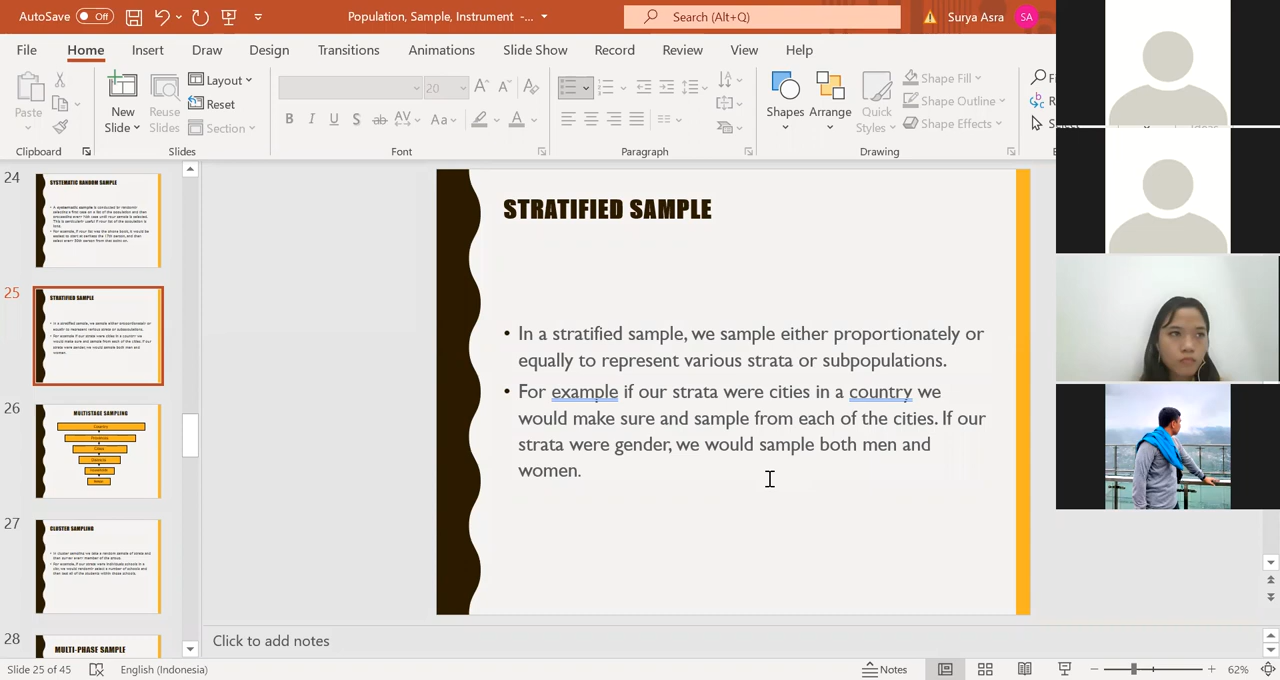 AutoSave Off
Population, Sample, Instrument -...
Search (Alt+Q)
Surya Asra SA
File Home Insert Draw Design Transitions Animations Slide Show Record Review View Help
Paste
New
Slide
Reuse
Slides
Layout
Reset
Section
20
B I U S ab AV Aa A
Shapes
Arrange
Quick
Styles
Shape Fill
Shape Outline
Shape Effects
Clipboard Slides Font Paragraph Drawing
24
SYSTEMATIC RANDOM SAMPLE
25
STRATIFIED SAMPLE
26
MULTISTAGE SAMPLING
27
CLUSTER SAMPLING
28
MULTI-PHASE SAMPLE
STRATIFIED SAMPLE
• In a stratified sample, we sample either proportionately or
equally to represent various strata or subpopulations.
• For example if our strata were cities in a country we
would make sure and sample from each of the cities. If our
strata were gender, we would sample both men and
women.
Click to add notes
Slide 25 of 45
English (Indonesia)
Notes
62%